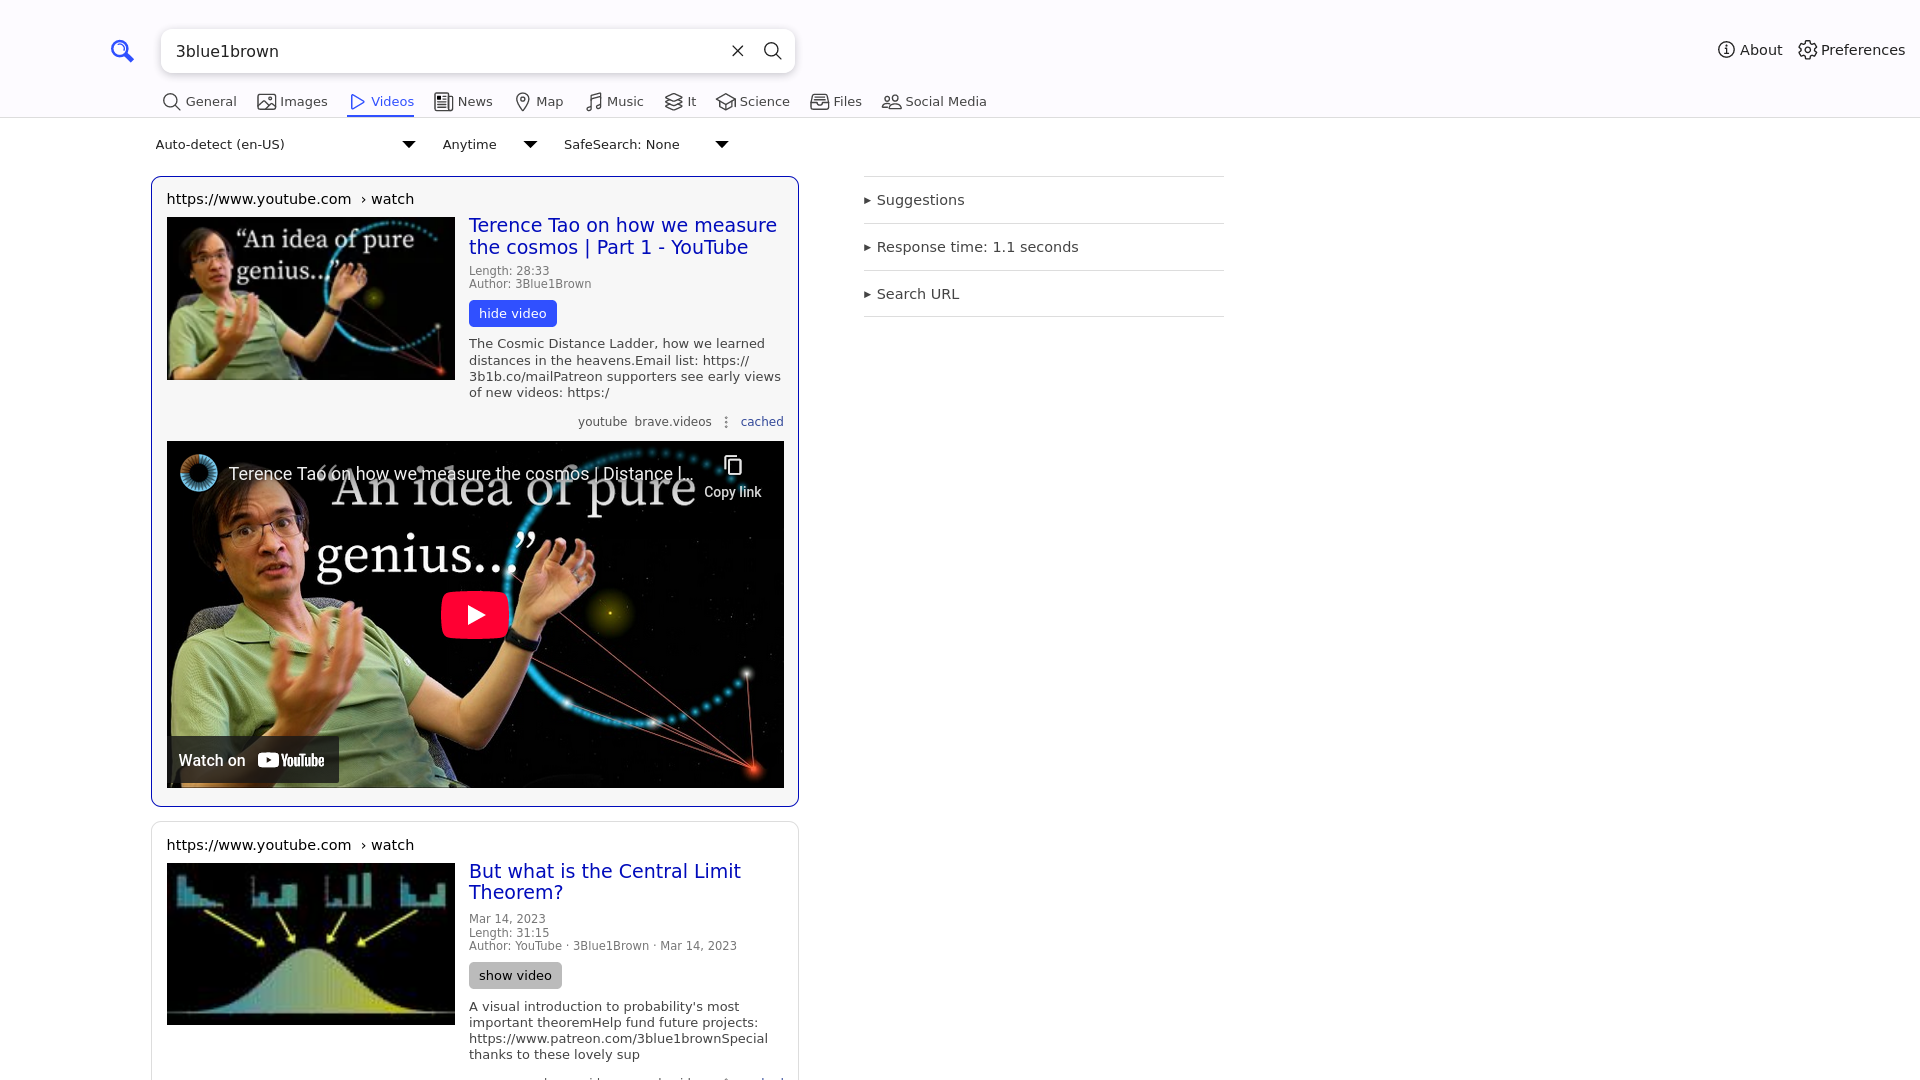 3blue1brown
About
Preferences
General
Images
Videos
News
Map
Music
It
Science
Files
Social Media
Auto-detect (en-US)
Anytime
SafeSearch: None
https://www.youtube.com › watch
“An idea of pure
genius...”
Terence Tao on how we measure
the cosmos | Part 1 - YouTube
Length: 28:33
Author: 3Blue1Brown
hide video
The Cosmic Distance Ladder, how we learned
distances in the heavens.Email list: https://
3b1b.co/mailPatreon supporters see early views
of new videos: https:/
youtube brave.videos ⋮ cached
Terence Tao on how we measure the cosmos | Distance |...
Copy link
“An idea of pure
genius...”
Watch on YouTube
https://www.youtube.com › watch
But what is the Central Limit
Theorem?
Mar 14, 2023
Length: 31:15
Author: YouTube · 3Blue1Brown · Mar 14, 2023
show video
A visual introduction to probability's most
important theoremHelp fund future projects:
https://www.patreon.com/3blue1brownSpecial
thanks to these lovely sup
▸ Suggestions
▸ Response time: 1.1 seconds
▸ Search URL